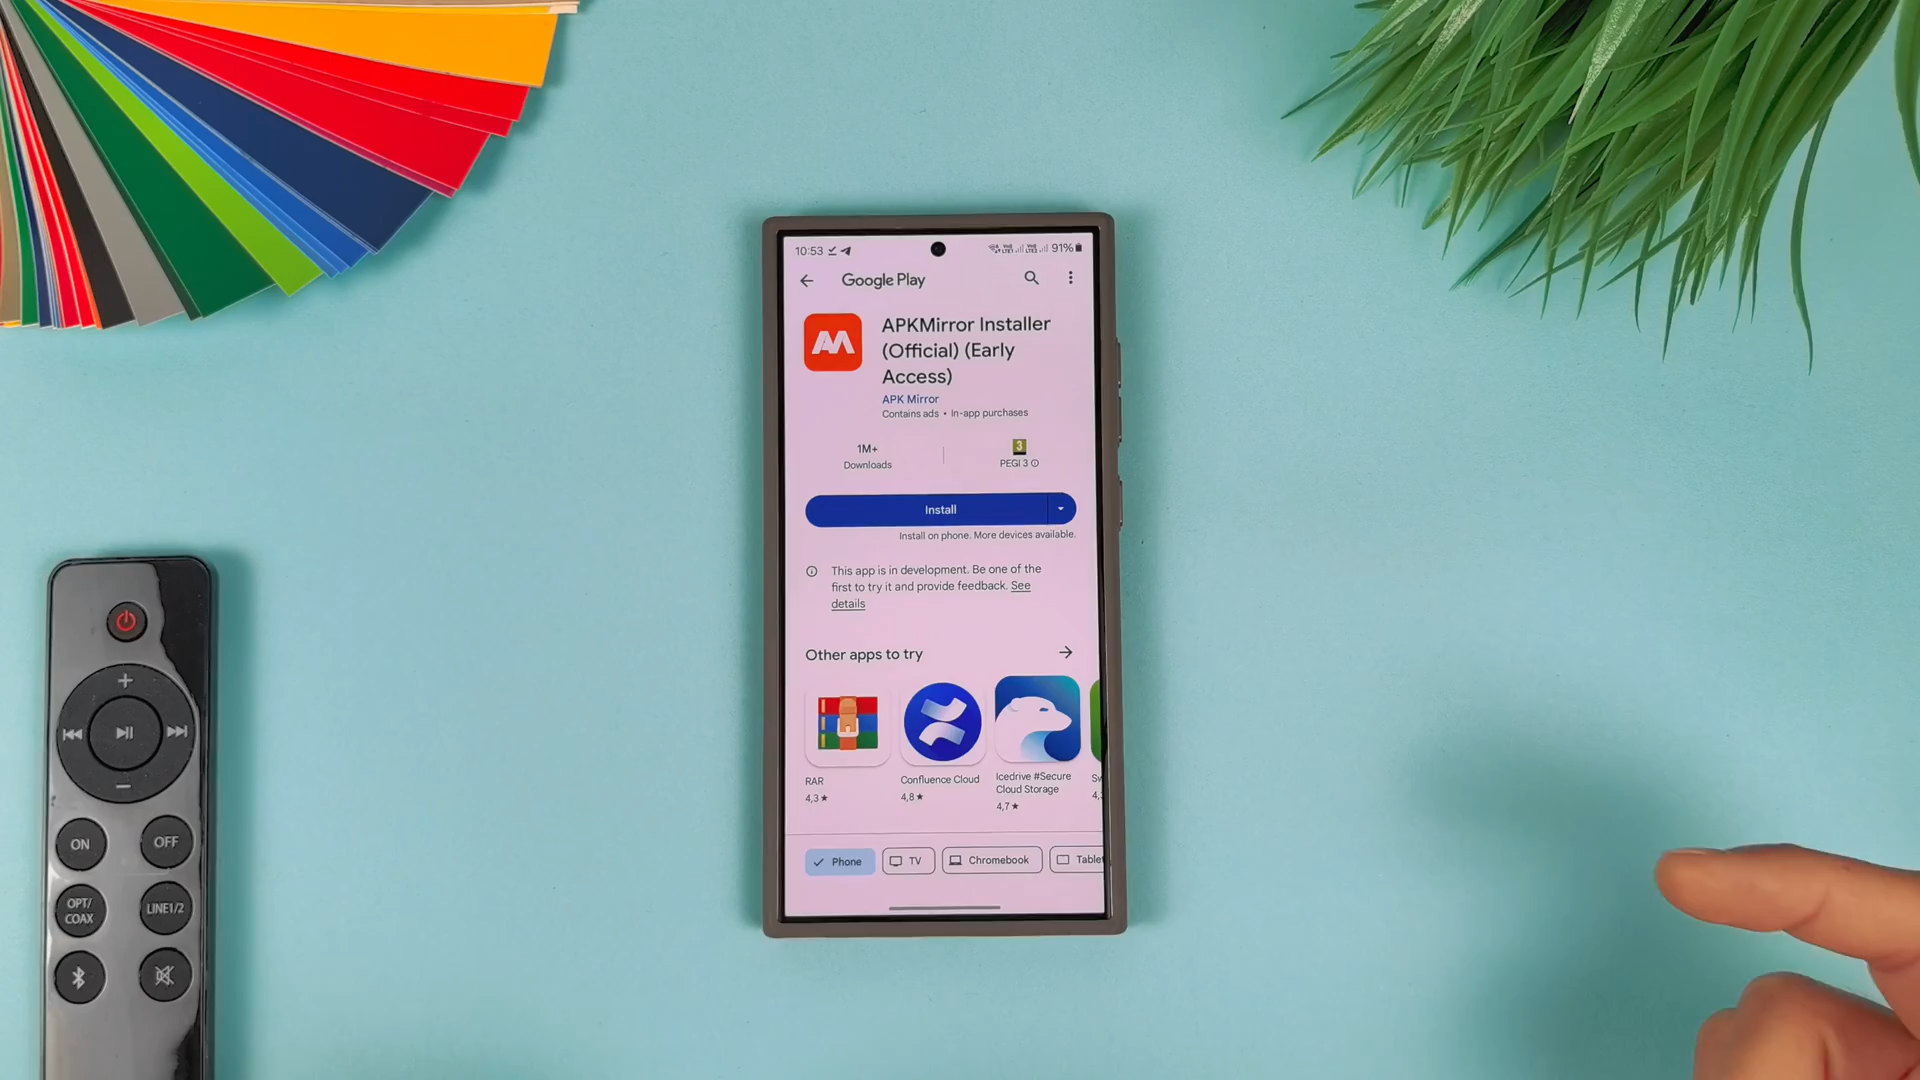 10:53
91%
Google Play
APKMirror Installer
(Official) (Early
Access)
APK Mirror
Contains ads • In-app purchases
1M+
Downloads
3
PEGI 3
Install
Install on phone. More devices available.
This app is in development. Be one of the
first to try it and provide feedback. See
details
Other apps to try
RAR
4,3★
Confluence Cloud
4,8★
Icedrive #Secure
Cloud Storage
4,7★
Phone
TV
Chromebook
Tablet
ON
OFF
OPT/
COAX
LINE1/2